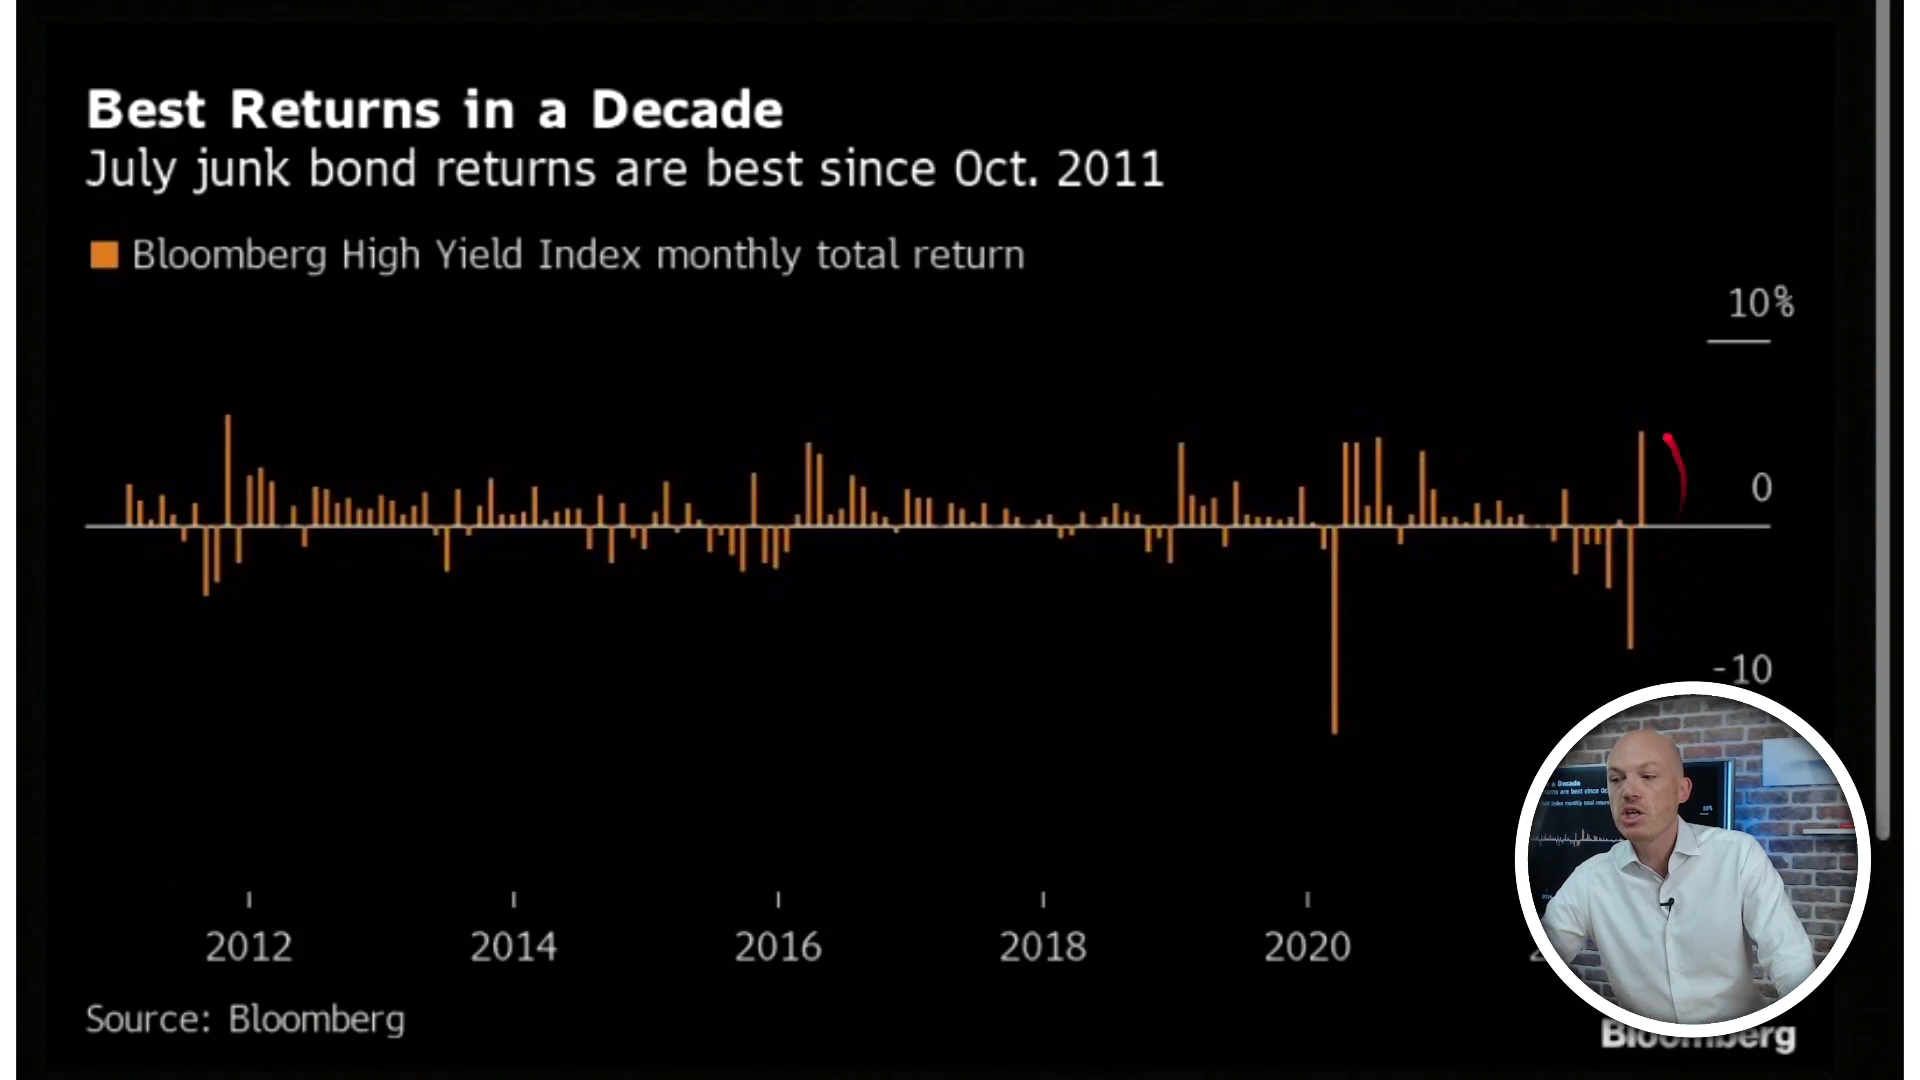 Best Returns in a Decade
July junk bond returns are best since Oct. 2011
Bloomberg High Yield Index monthly total return
10%
0
-10
2012
2014
2016
2018
2020
Source: Bloomberg
Bloomberg